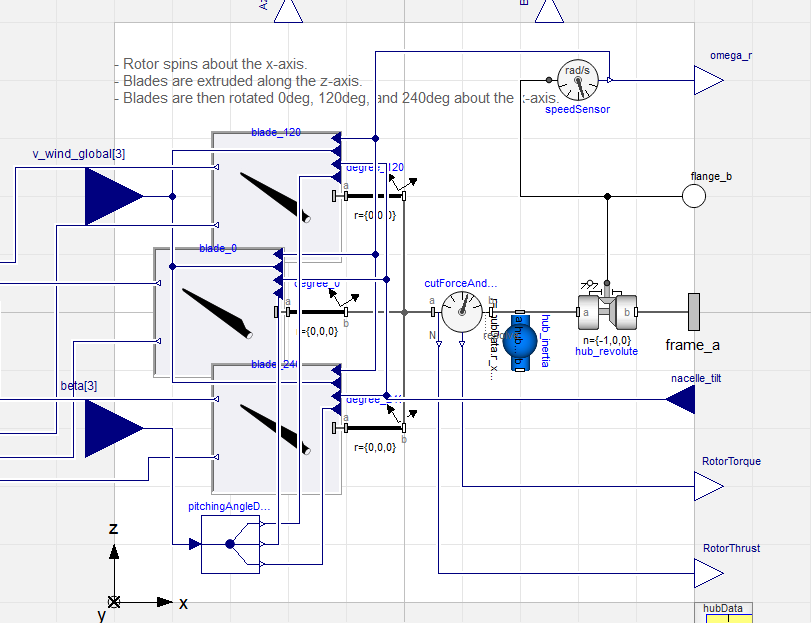 - Rotor spins about the x-axis.
- Blades are extruded along the z-axis.
- Blades are then rotated 0deg, 120deg, and 240deg about the x-axis.
rad/s
speedSensor
omega_r
v_wind_global[3]
blade_120
degree_120
a
r={0,0,0}
flange_b
blade_0
degree_0
a
b
={0,0,0}
cutForceAnd...
a
b
N
hub_inertia
a
b
n={-1,0,0}
hub_revolute
frame_a
nacelle_tilt
beta[3]
blade_240
a
b
r={0,0,0}
RotorTorque
pitchingAngleD...
RotorThrust
z
x
y
hubData